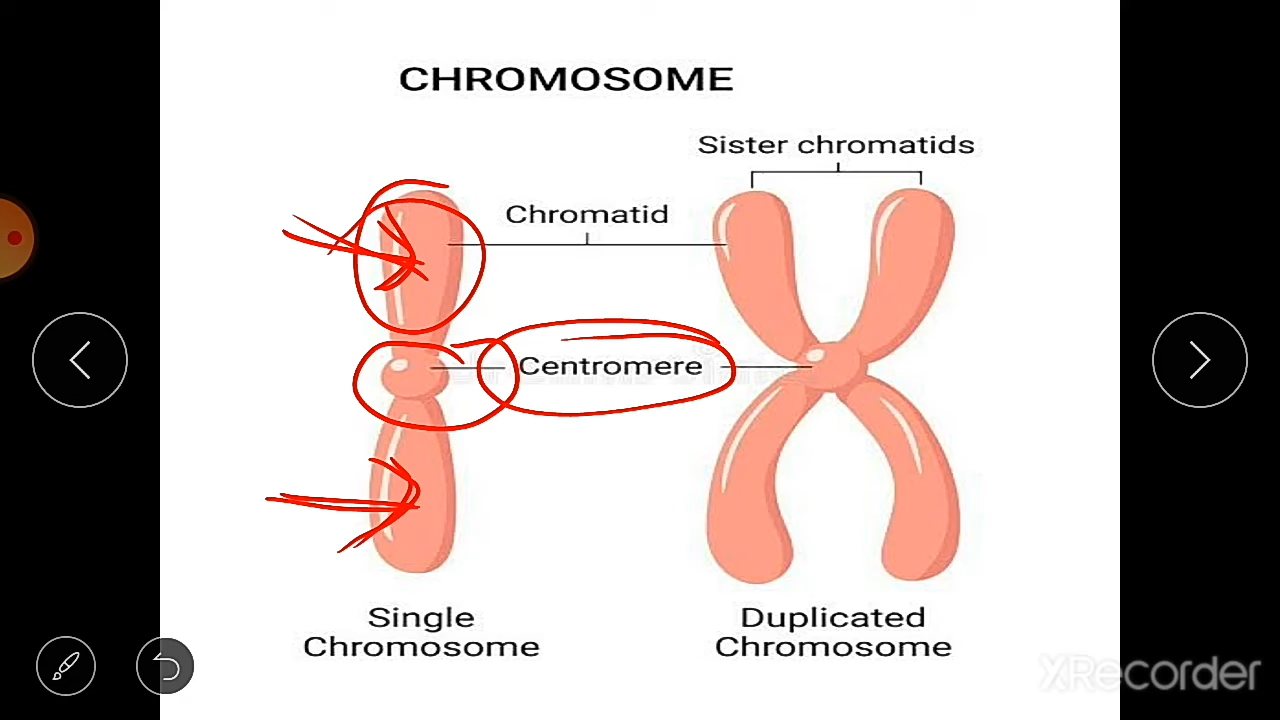 CHROMOSOME
Sister chromatids
Chromatid
Centromere
Single
Chromosome
Duplicated
Chromosome
XRecorder